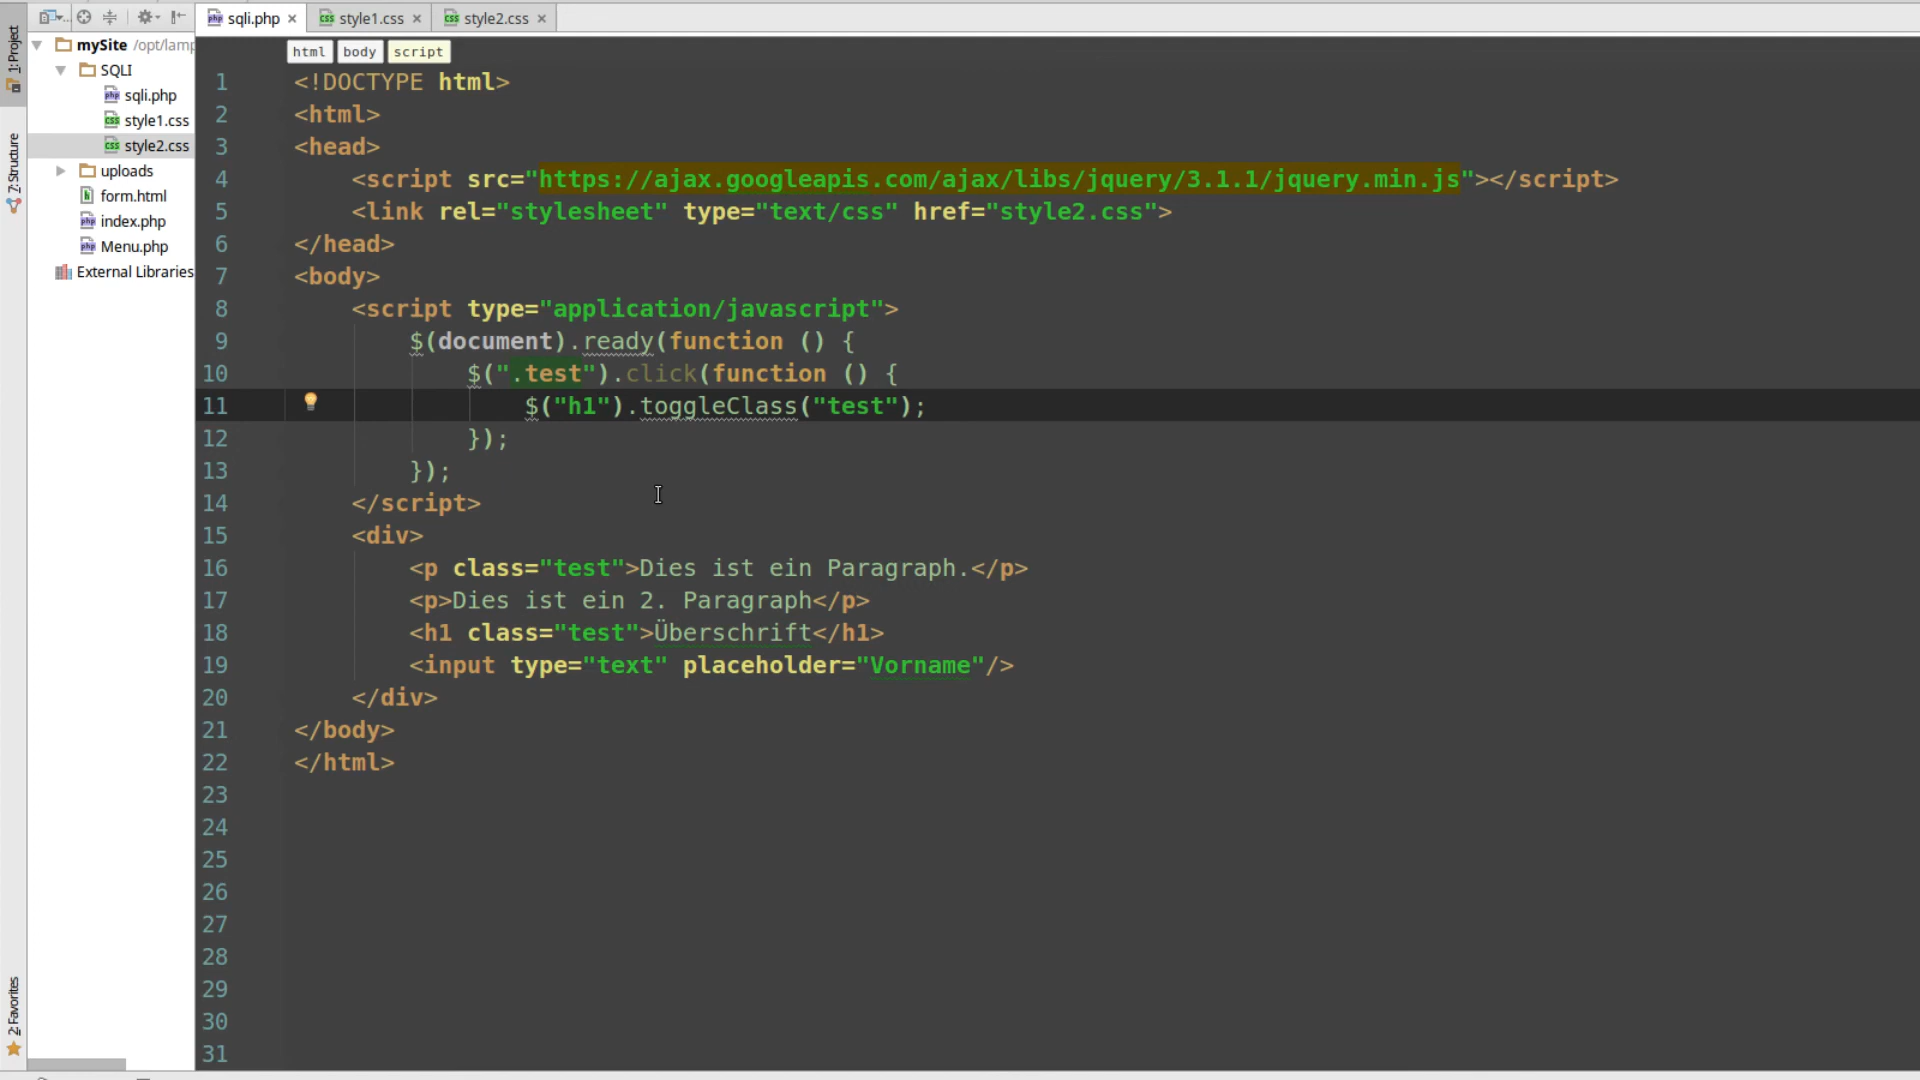 sqli.php
style1.css
style2.css
1: Project
7: Structure
2: Favorites
mySite /opt/lamp
SQLI
sqli.php
style1.css
style2.css
uploads
form.html
index.php
Menu.php
External Libraries
html body script
1 <!DOCTYPE html>
2 <html>
3 <head>
4 <script src="https://ajax.googleapis.com/ajax/libs/jquery/3.1.1/jquery.min.js"></script>
5 <link rel="stylesheet" type="text/css" href="style2.css">
6 </head>
7 <body>
8 <script type="application/javascript">
9 $(document).ready(function () {
10 $(".test").click(function () {
11 $("h1").toggleClass("test");
12 });
13 });
14 </script>
15 <div>
16 <p class="test">Dies ist ein Paragraph.</p>
17 <p>Dies ist ein 2. Paragraph</p>
18 <h1 class="test">Überschrift</h1>
19 <input type="text" placeholder="Vorname"/>
20 </div>
21 </body>
22 </html>
23
24
25
26
27
28
29
30
31